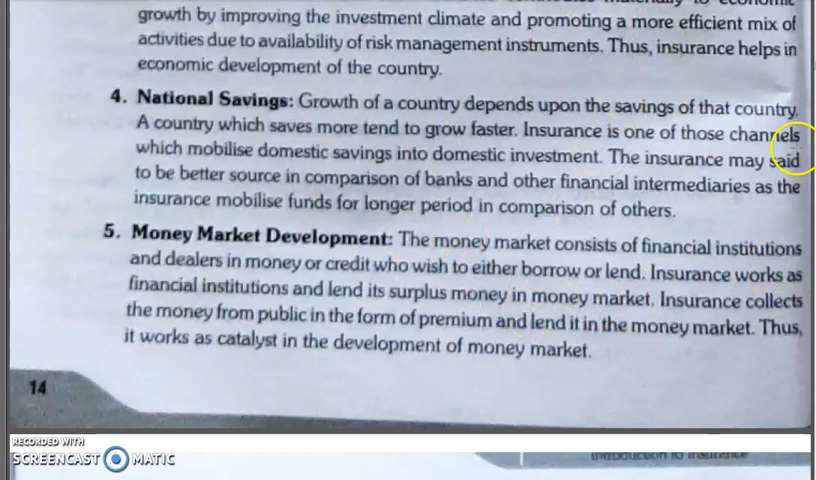 growth by improving the investment climate and promoting a more efficient mix of
activities due to availability of risk management instruments. Thus, insurance helps in
economic development of the country.
4. National Savings: Growth of a country depends upon the savings of that country.
A country which saves more tend to grow faster. Insurance is one of those channels
which mobilise domestic savings into domestic investment. The insurance may said
to be better source in comparison of banks and other financial intermediaries as the
insurance mobilise funds for longer period in comparison of others.
5. Money Market Development: The money market consists of financial institutions
and dealers in money or credit who wish to either borrow or lend. Insurance works as
financial institutions and lend its surplus money in money market. Insurance collects
the money from public in the form of premium and lend it in the money market. Thus,
it works as catalyst in the development of money market.
14
RECORDED WITH
SCREENCAST MATIC
Introduction to Insurance